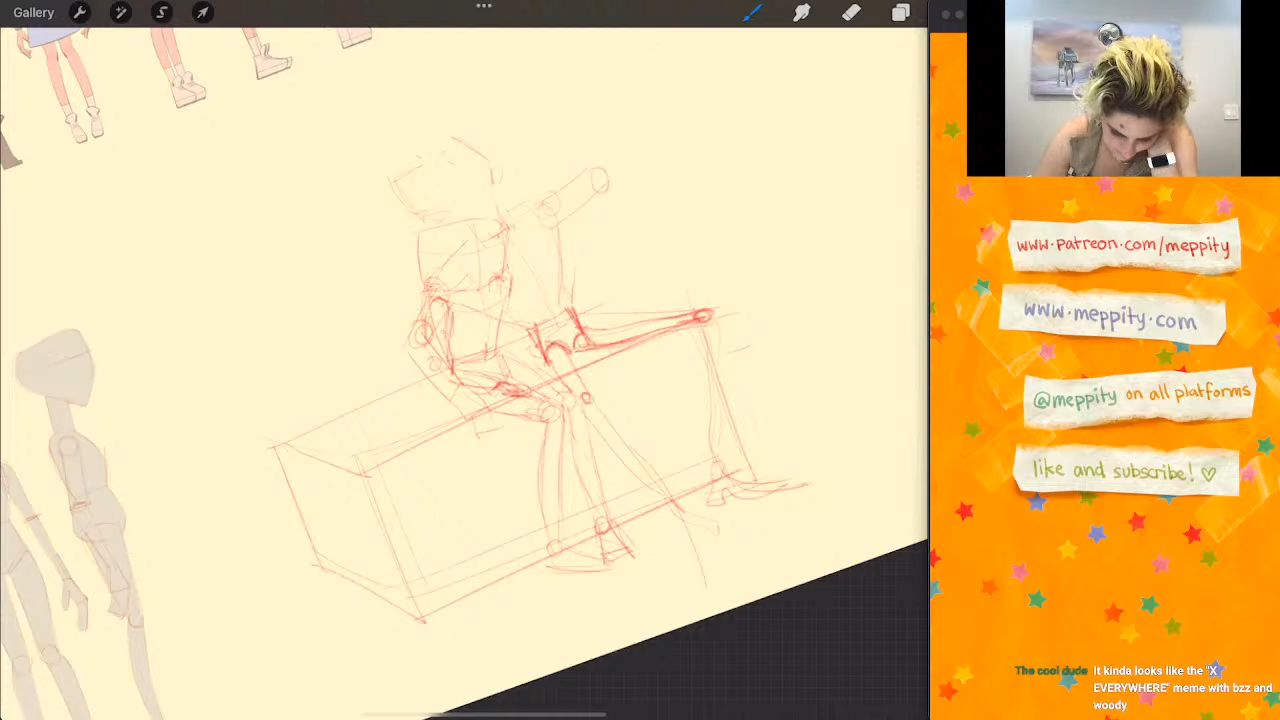 Gallery
www.patreon.com/meppity
www.meppity.com
@meppity on all platforms
like and subscribe! ♡
The cool dude It kinda looks like the "X
EVERYWHERE" meme with bzz and
woody